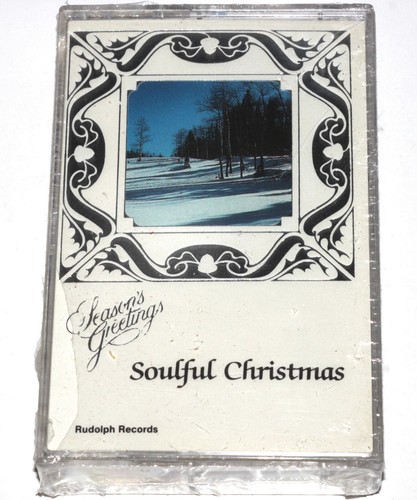 Season's
Greetings
Soulful Christmas
Rudolph Records